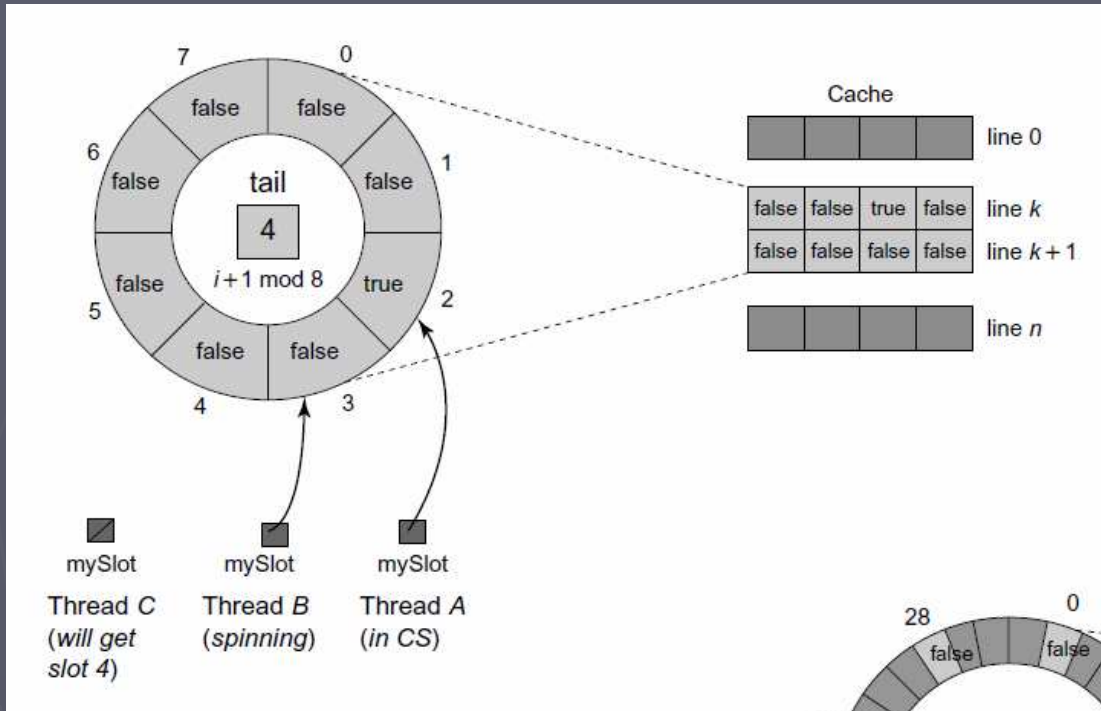 7
0
false
false
6
1
false
false
tail
4
i + 1 mod 8
false
true
5
2
false
false
4
3
Cache
line 0
false false true false line k
false false false false line k + 1
line n
mySlot
mySlot
mySlot
Thread C
(will get
slot 4)
Thread B
(spinning)
Thread A
(in CS)
28
0
false
false